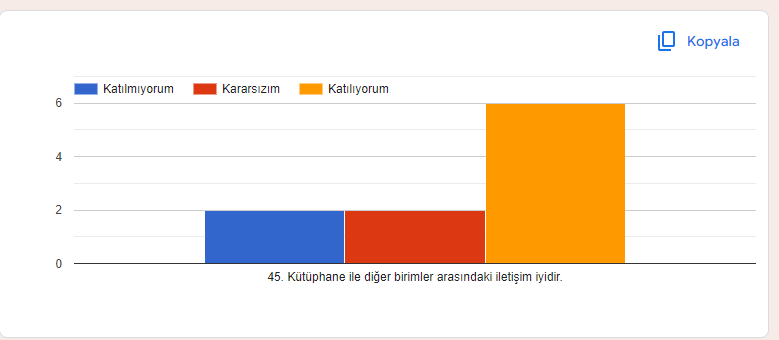 Kopyala
Katılmıyorum Kararsızım Katılıyorum
6
4
2
0
45. Kütüphane ile diğer birimler arasındaki iletişim iyidir.